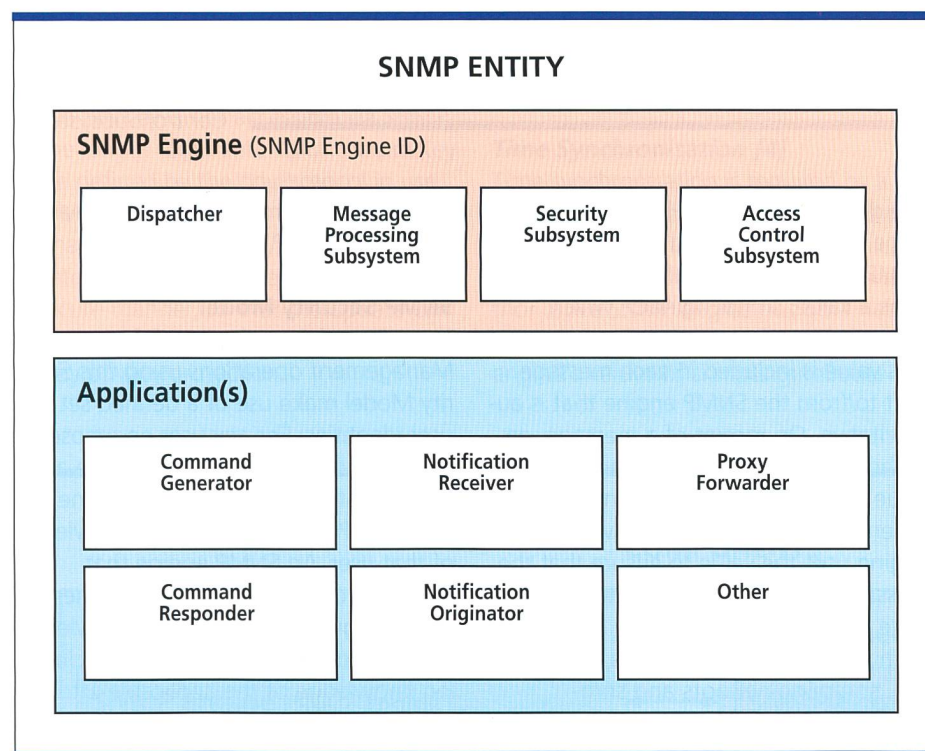 SNMP ENTITY
SNMP Engine (SNMP Engine ID)
Dispatcher
Message
Processing
Subsystem
Security
Subsystem
Access
Control
Subsystem
Application(s)
Command
Generator
Notification
Receiver
Proxy
Forwarder
Command
Responder
Notification
Originator
Other